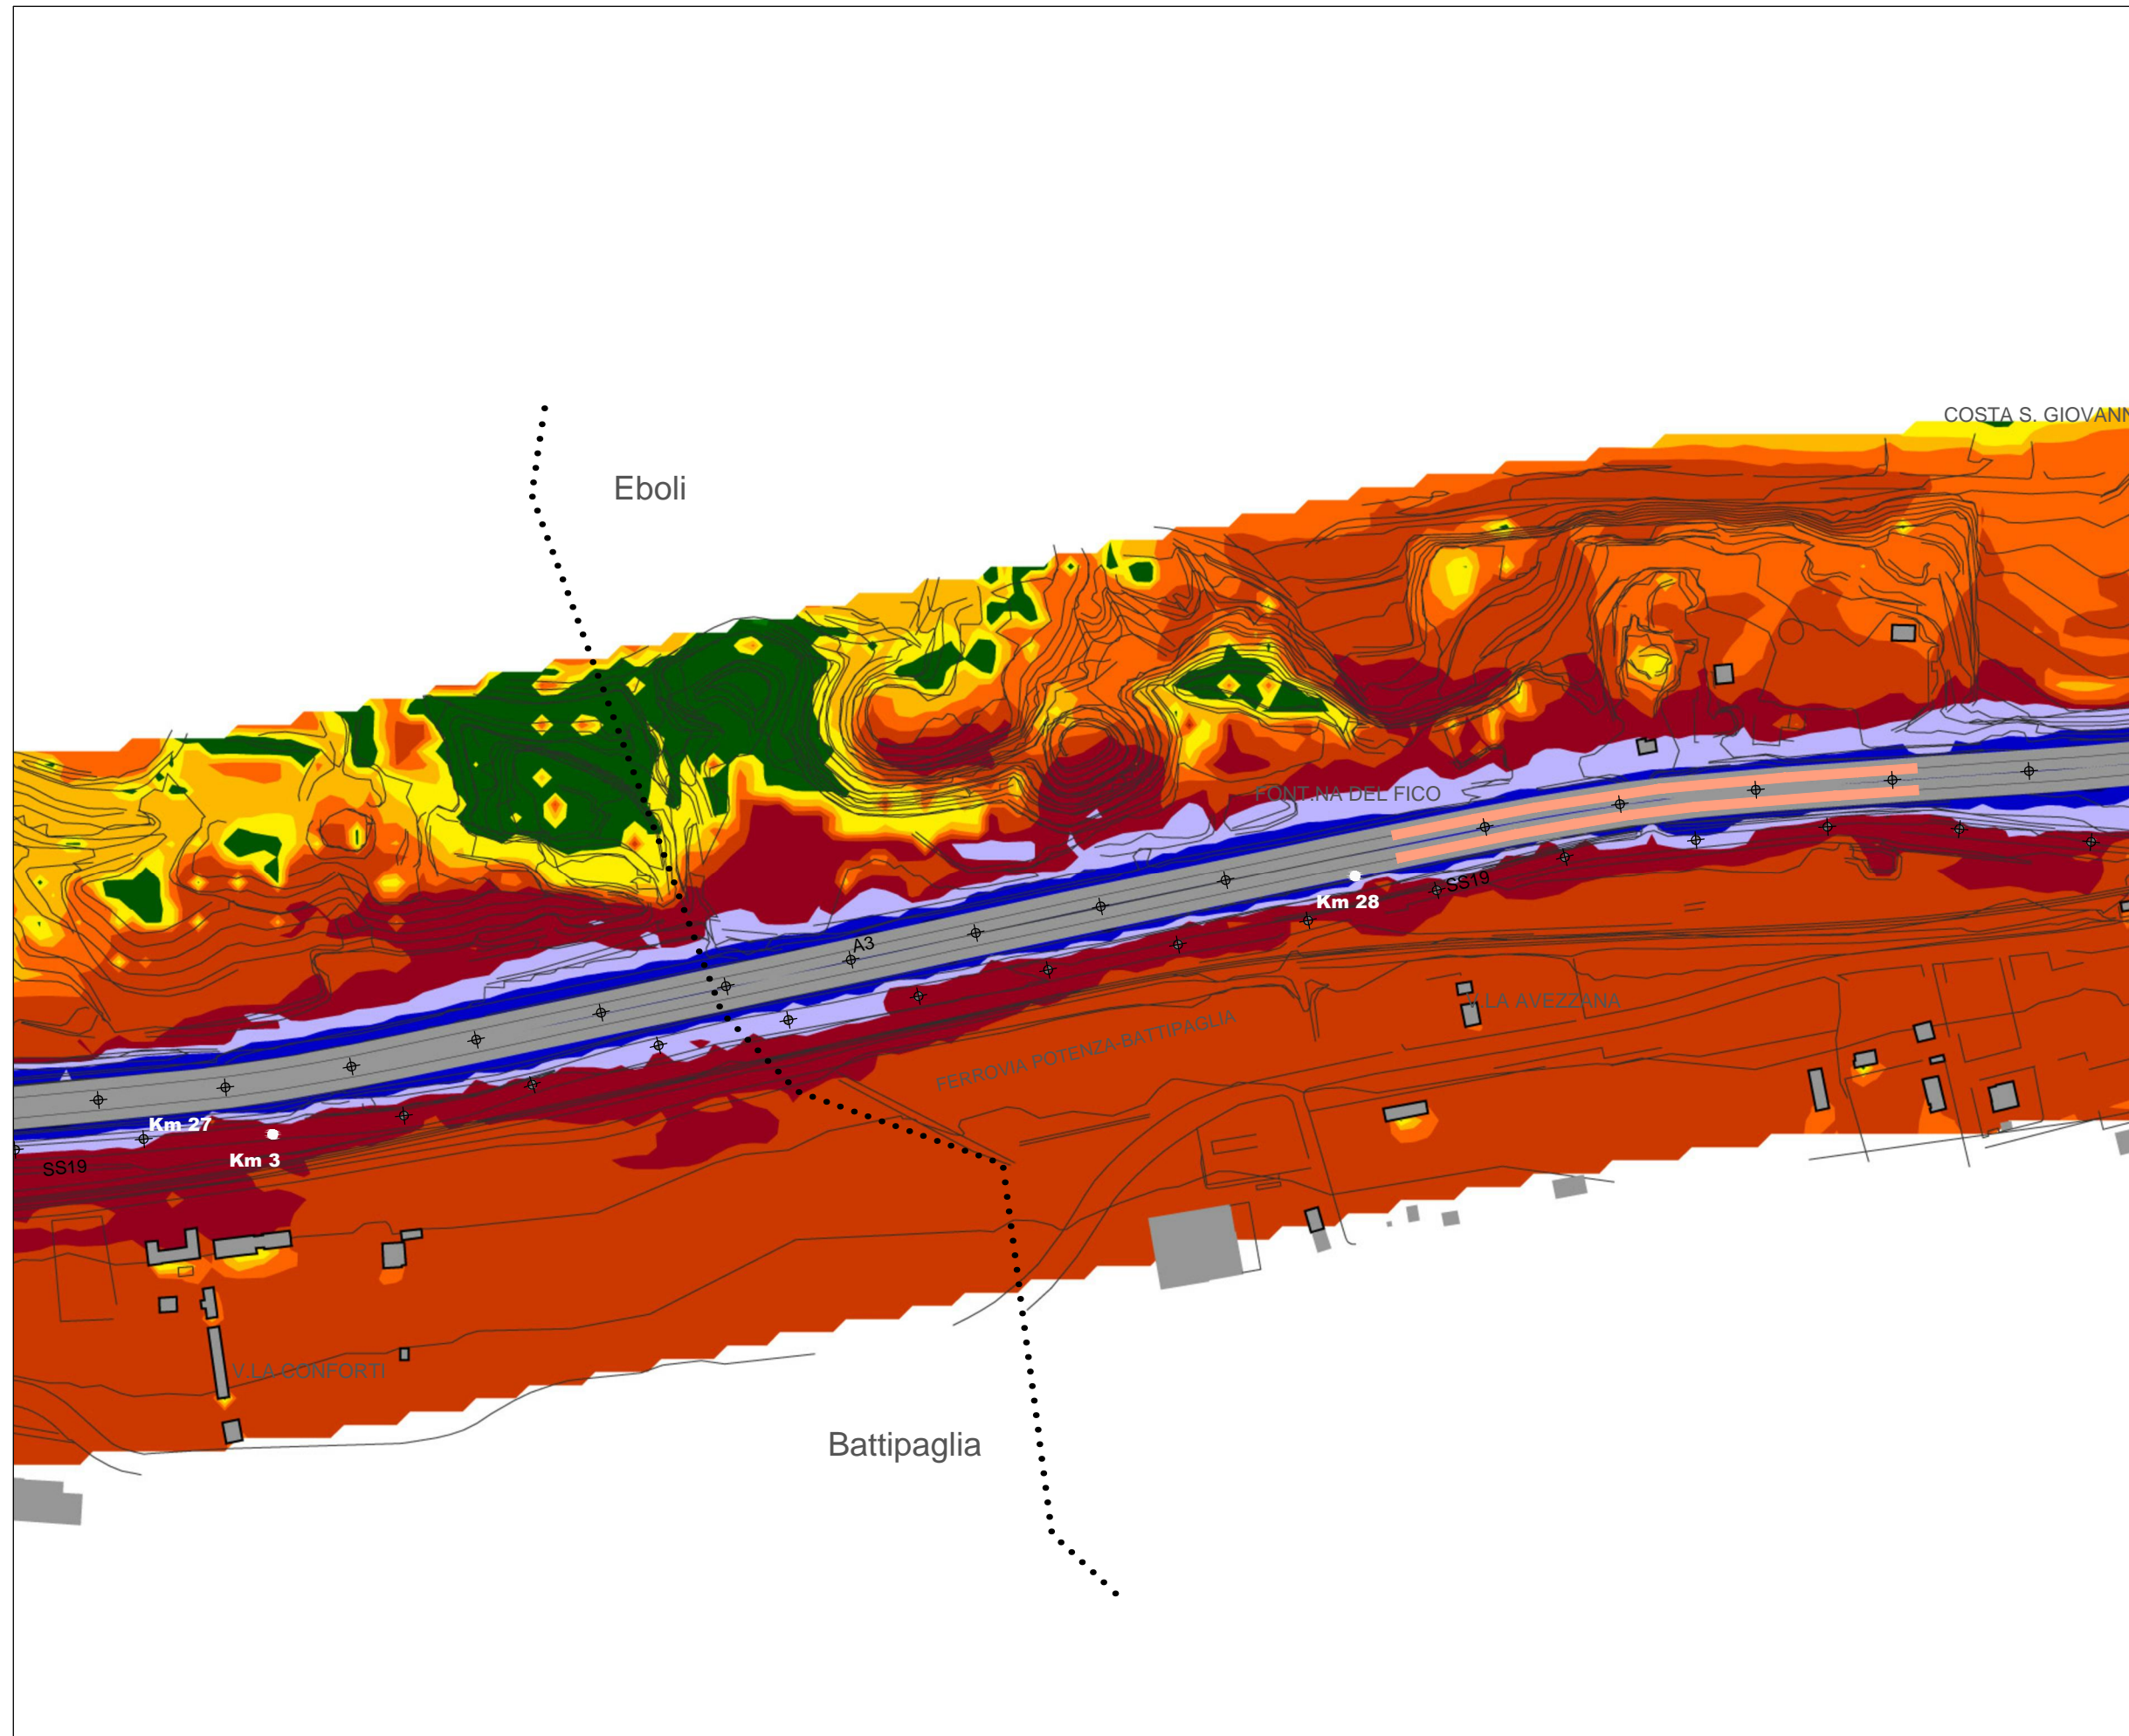 COSTA S. GIOVANN
Eboli
FONT.NA DEL FICO
Km 28
SS19
A3
V.LA AVEZZANA
FERROVIA POTENZA-BATTIPAGLIA
Km 27
Km 3
SS19
V.LA CONFORTI
Battipaglia